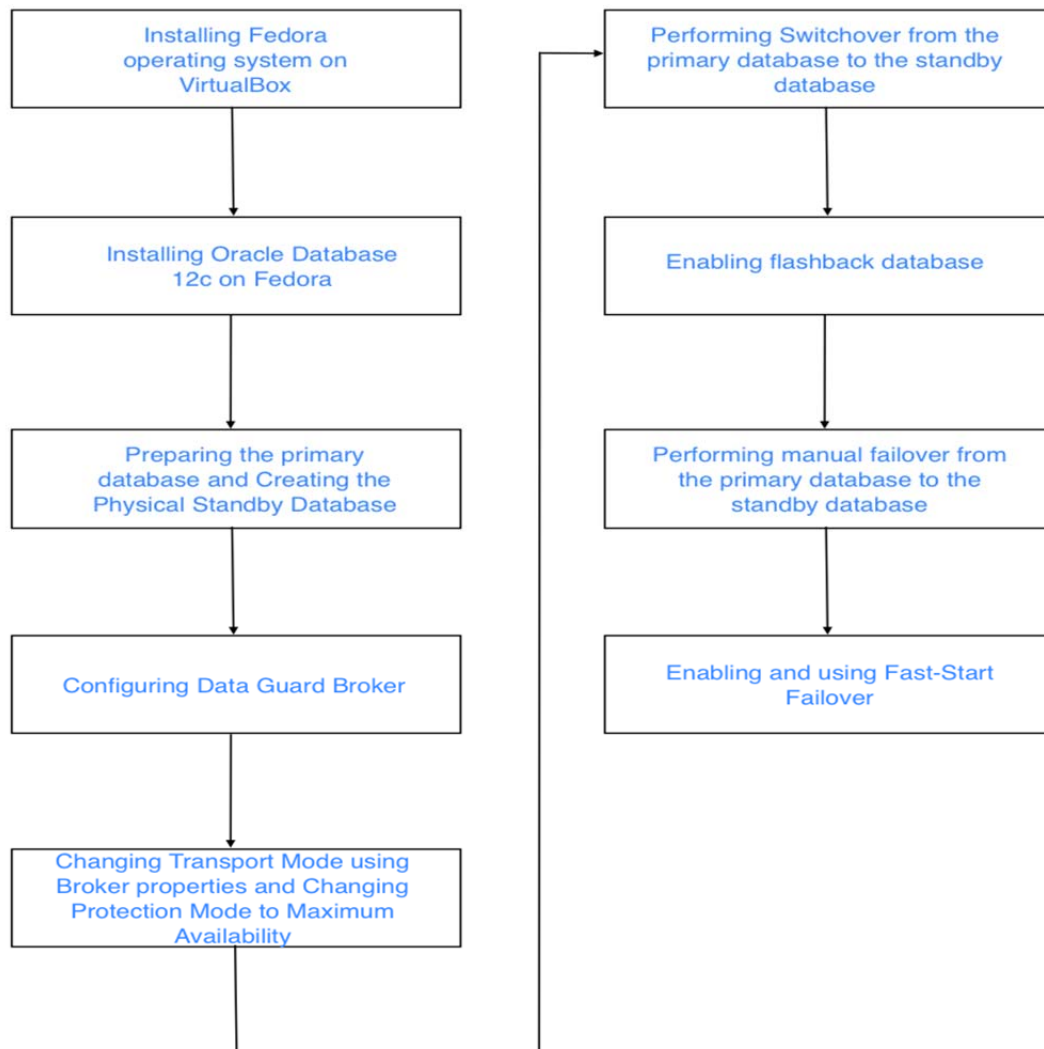 Installing Fedora
operating system on
VirtualBox
Installing Oracle Database
12c on Fedora
Preparing the primary
database and Creating the
Physical Standby Database
Configuring Data Guard Broker
Changing Transport Mode using
Broker properties and Changing
Protection Mode to Maximum
Availability
Performing Switchover from the
primary database to the standby
database
Enabling flashback database
Performing manual failover from
the primary database to the
standby database
Enabling and using Fast-Start
Failover